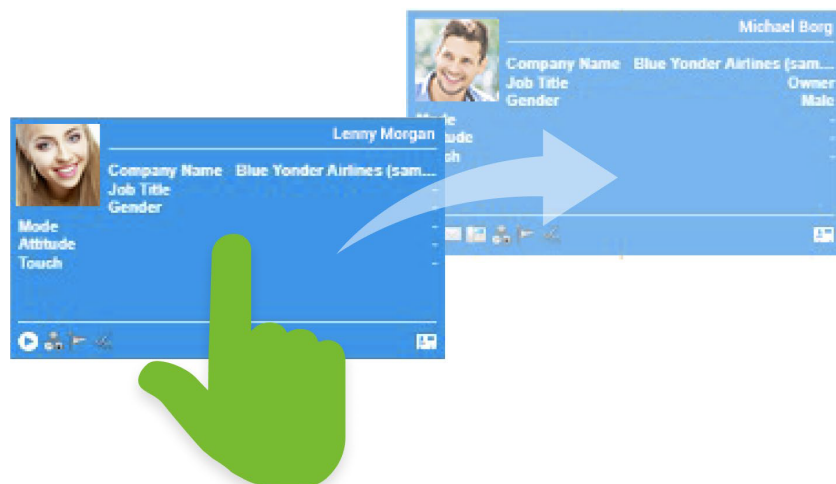 Michael Borg
Company Name Blue Yonder Airlines (sam...
Job Title Owner
Gender Male
Lenny Morgan
Company Name Blue Yonder Airlines (sam...
Job Title -
Gender -
Mode -
Attitude -
Touch -